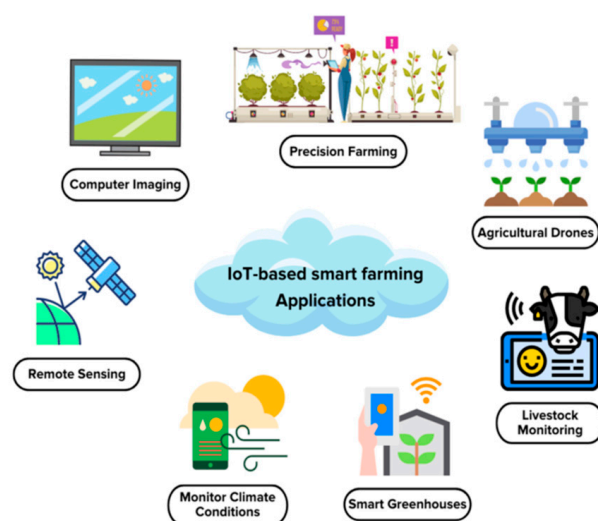 Precision Farming
Computer Imaging
Agricultural Drones
IoT-based smart farming
Applications
Remote Sensing
Livestock
Monitoring
Monitor Climate
Conditions
Smart Greenhouses